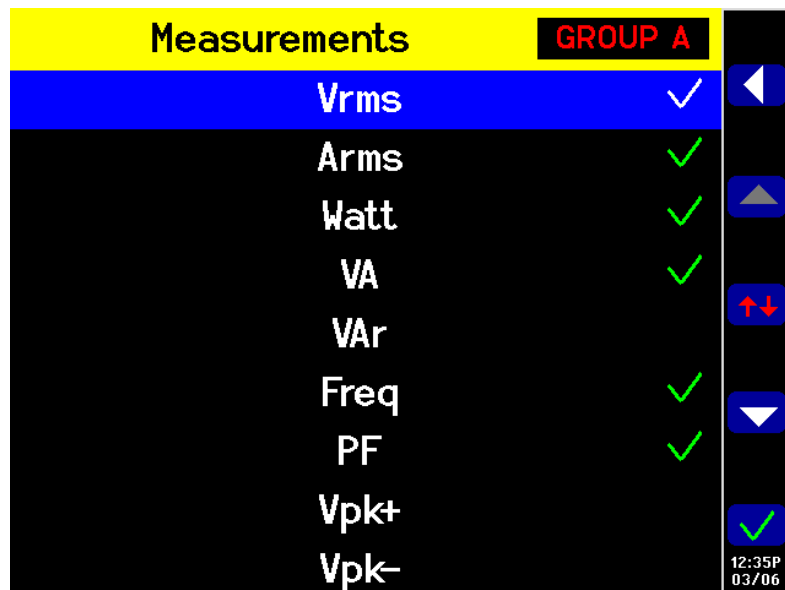 Measurements
GROUP A
Vrms
Arms
Watt
VA
VAr
Freq
PF
Vpk+
Vpk-
12:35P
03/06